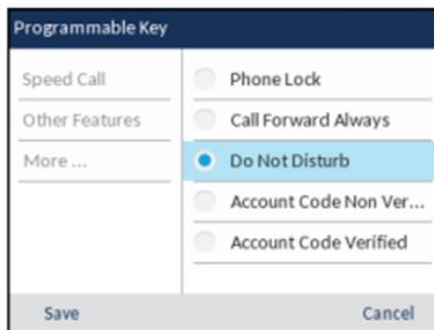 Programmable Key
Speed Call
Other Features
More ...
Phone Lock
Call Forward Always
Do Not Disturb
Account Code Non Ver...
Account Code Verified
Save
Cancel